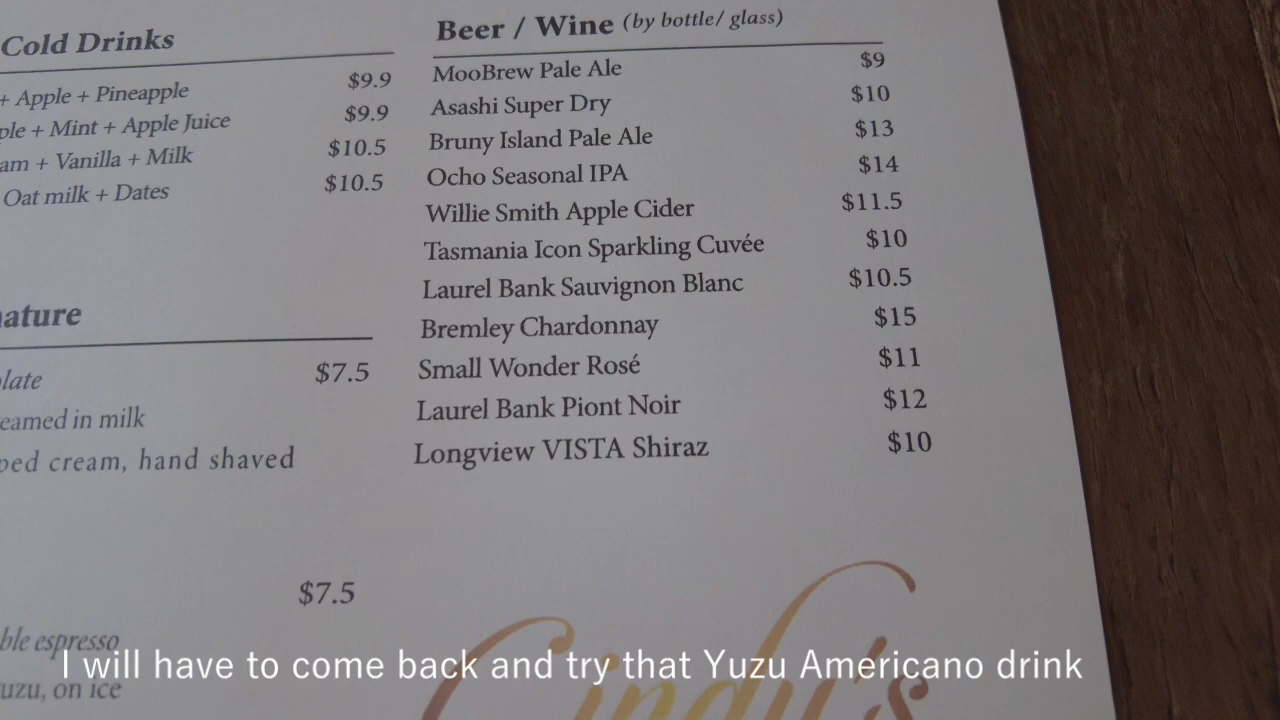 Cold Drinks
+ Apple + Pineapple $9.9
ple + Mint + Apple Juice $9.9
am + Vanilla + Milk $10.5
Oat milk + Dates $10.5
nature
late $7.5
eamed in milk
ped cream, hand shaved
$7.5
ble espresso
uzu, on ice
Beer / Wine (by bottle/ glass)
MooBrew Pale Ale $9
Asashi Super Dry $10
Bruny Island Pale Ale $13
Ocho Seasonal IPA $14
Willie Smith Apple Cider $11.5
Tasmania Icon Sparkling Cuvée $10
Laurel Bank Sauvignon Blanc $10.5
Bremley Chardonnay $15
Small Wonder Rosé $11
Laurel Bank Piont Noir $12
Longview VISTA Shiraz $10
Cindy's
I will have to come back and try that Yuzu Americano drink